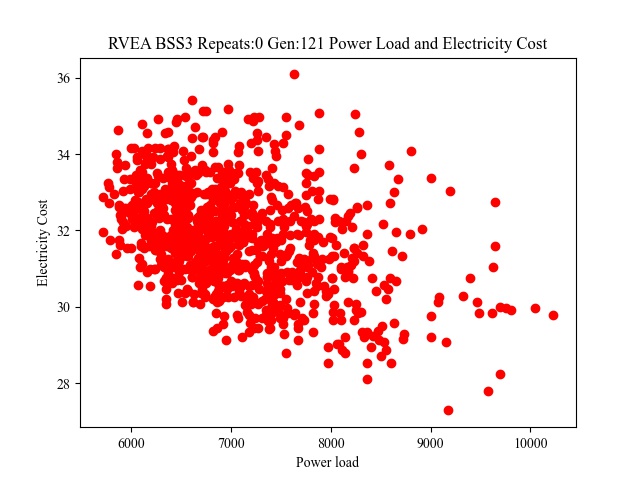 RVEA BSS3 Repeats:0 Gen:121 Power Load and Electricity Cost
36
34
32
30
28
Electricity Cost
6000 7000 8000 9000 10000
Power load